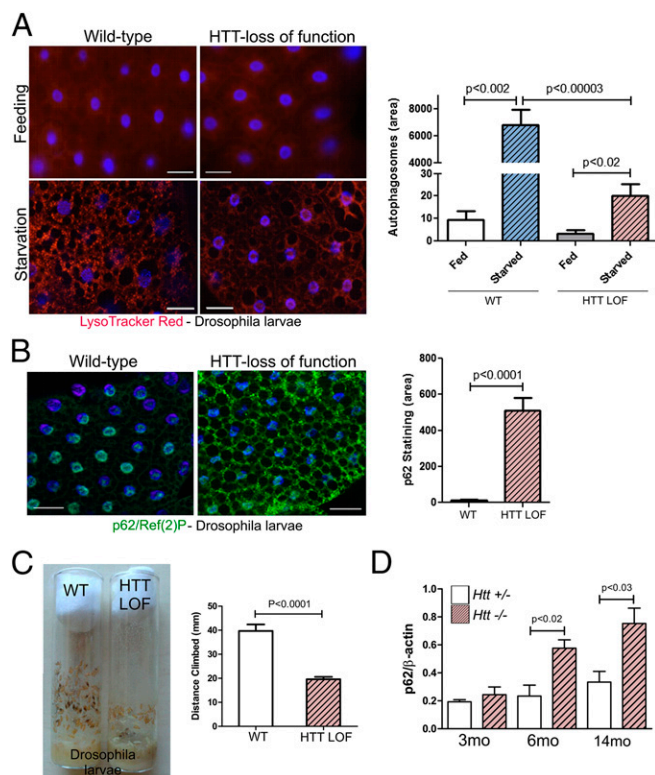 A
Wild-type
HTT-loss of function
Feeding
Starvation
LysoTracker Red - Drosophila larvae
Autophagosomes (area)
8000
6000
4000
30
20
10
0
p<0.002
p<0.00003
p<0.02
Fed
Starved
Fed
Starved
WT
HTT LOF
B
Wild-type
HTT-loss of function
p62/Ref(2)P - Drosophila larvae
p62 Statining (area)
800
600
400
200
0
p<0.0001
WT
HTT LOF
C
WT
HTT
LOF
Drosophila
larvae
Distance Climbed (mm)
60
40
20
0
P<0.0001
WT
HTT LOF
D
Htt +/-
Htt -/-
p62/β-actin
1.0
0.8
0.6
0.4
0.2
0.0
p<0.02
p<0.03
3mo
6mo
14mo